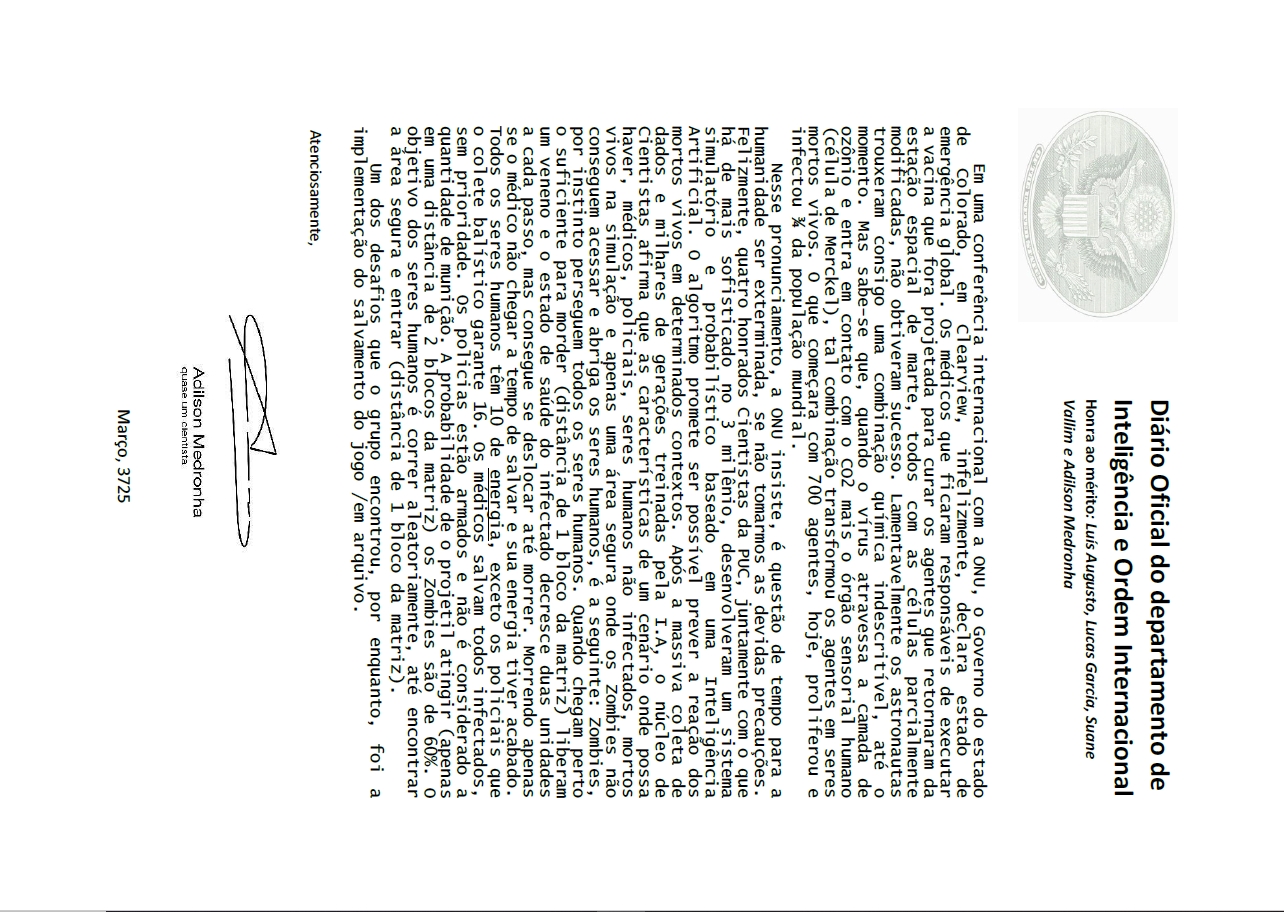 Diário Oficial do departamento de
Inteligência e Ordem Internacional
Honra ao mérito: Luís Augusto, Lucas Garcia, Suane
Vallim e Adilson Medronha
Em uma conferência internacional com a ONU, o Governo do estado
de Colorado, em Clearview, infelizmente, declara estado de
emergência global. Os médicos que ficaram responsáveis de executar
a vacina que fora projetada para curar os agentes que retornaram da
estação espacial de marte, todos com as células parcialmente
modificadas, não obtiveram sucesso. Lamentavelmente os astronautas
trouxeram consigo uma combinação química indescritível, até o
momento. Mas sabe-se que, quando o vírus atravessa a camada de
ozônio e entra em contato com o CO2 mais o órgão sensorial humano
(célula de Merckel), tal combinação transformou os agentes em seres
mortos vivos. O que começara com 700 agentes, hoje, proliferou e
infectou ¾ da população mundial.
Nesse pronunciamento, a ONU insiste, é questão de tempo para a
humanidade ser exterminada, se não tomarmos as devidas precauções.
Felizmente, quatro honrados Cientistas da PUC, juntamente com o que
há de mais sofisticado no 3 milênio, desenvolveram um sistema
simulatório e probabilístico baseado em uma Inteligência
Artificial. O algoritmo promete ser possível prever a reação dos
mortos vivos em determinados contextos. Após a massiva coleta de
dados e milhares de gerações treinadas pela I.A, o núcleo de
Cientistas afirma que as características de um cenário onde possa
haver, médicos, policiais, seres humanos não infectados, mortos
vivos na simulação e apenas uma área segura onde os Zombies não
conseguem acessar e abriga os seres humanos, é a seguinte: Zombies,
por instinto perseguem todos os seres humanos. Quando chegam perto
o suficiente para morder (distância de 1 bloco da matriz) liberam
um veneno e o estado de saúde do infectado decresce duas unidades
a cada passo, mas consegue se deslocar até morrer. Morrendo apenas
se o médico não chegar a tempo de salvar e sua energia tiver acabado.
Todos os seres humanos têm 10 de energia, exceto os policiais que
o colete balístico garante 16. Os médicos salvam todos infectados,
sem prioridade. Os policias estão armados e não é considerado a
quantidade de munição. A probabilidade de o projetil atingir (apenas
em uma distância de 2 blocos da matriz) os Zombies são de 60%. O
objetivo dos seres humanos é correr aleatoriamente, até encontrar
a área segura e entrar (distância de 1 bloco da matriz).
Um dos desafios que o grupo encontrou, por enquanto, foi a
implementação do salvamento do jogo /em arquivo.
Atenciosamente,
Adilson Medronha
quase um cientista
Março, 3725